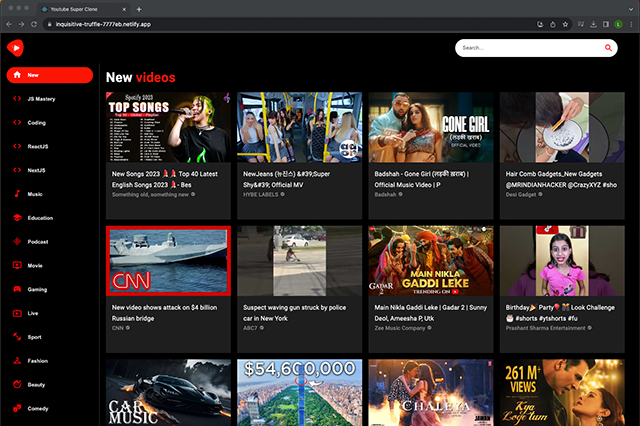 Youtube Super Clone
inquisitive-truffle-7777eb.netlify.app
L
Search...
New
JS Mastery
Coding
ReactJS
NextJS
Music
Education
Podcast
Movie
Gaming
Live
Sport
Fashion
Beauty
Comedy
New videos
Spotify 2023
TOP SONGS
New Songs 2023 💃💃 Top 40 Latest
English Songs 2023 💃- Bes
Something old, something new
NewJeans (뉴진스) &#39;Super
Shy&#39; Official MV
HYBE LABELS
GONE GIRL
(लड़की ख़राब)
OFFICIAL VIDEO
Badshah - Gone Girl (लड़की ख़राब) |
Official Music Video | P
Badshah
Hair Comb Gadgets,New Gadgets
@MRINDIANHACKER @CrazyXYZ #sho
Desi Gadget
CNN
New video shows attack on $4 billion
Russian bridge
CNN
Suspect waving gun struck by police
car in New York
ABC7
GADAR 2
MAIN NIKLA
GADDI LEKE
TRENDING ON
Main Nikla Gaddi Leke | Gadar 2 | Sunny
Deol, Ameesha P, Utk
Zee Music Company
Birthday🎉 Party🎈🎊 Look Challenge
🎂 #shorts #ytshorts #fu
Prashant Sharma Entertainment
CAR
MUSIC
$54,600,000
CHALEYA
JAWAN
261 M+
VIEWS
Kya
Loge Tum